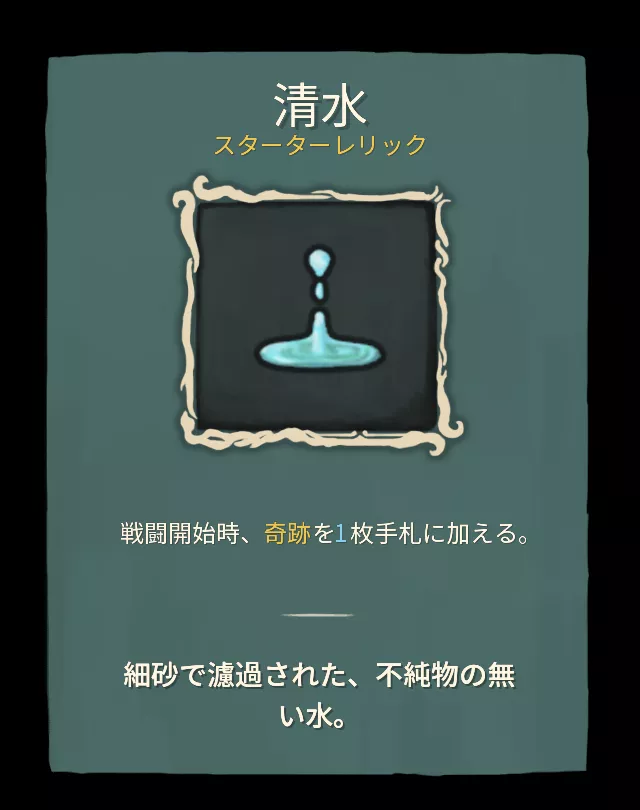 清水
スターターレリック
戦闘開始時、奇跡を1枚手札に加える。
細砂で濾過された、不純物の無
い水。